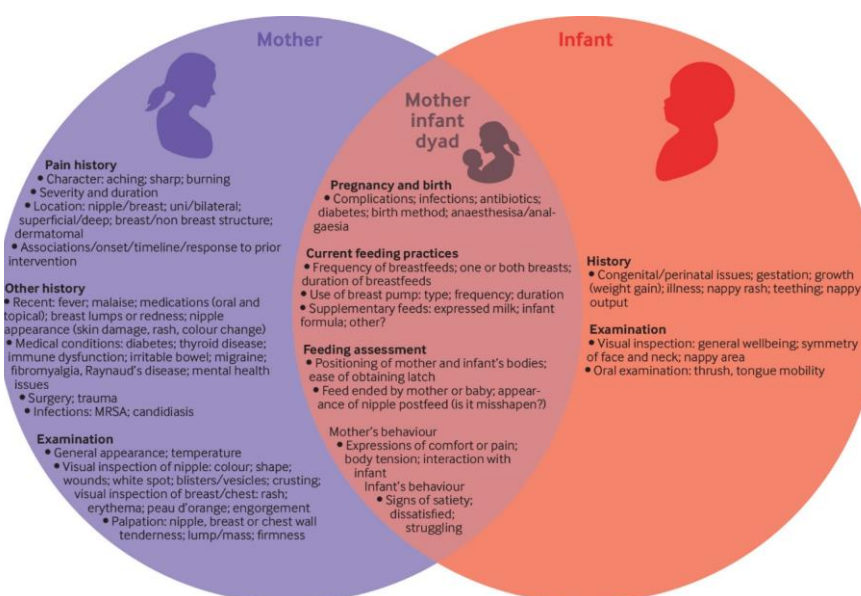 Mother
Pain history
• Character: aching; sharp; burning
• Severity and duration
• Location: nipple/breast; uni/bilateral;
superficial/deep; breast/non breast structure;
dermatomal
• Associations/onset/timeline/response to prior
intervention
Other history
• Recent: fever; malaise; medications (oral and
topical); breast lumps or redness; nipple
appearance (skin damage, rash, colour change)
• Medical conditions: diabetes; thyroid disease;
immune dysfunction; irritable bowel; migraine;
fibromyalgia, Raynaud's disease; mental health
issues
• Surgery; trauma
• Infections: MRSA; candidiasis
Examination
• General appearance; temperature
• Visual inspection of nipple: colour; shape;
wounds; white spot; blisters/vesicles; crusting;
visual inspection of breast/chest: rash;
erythema; peau d'orange; engorgement
• Palpation: nipple, breast or chest wall
tenderness; lump/mass; firmness
Mother
infant
dyad
Pregnancy and birth
• Complications; infections; antibiotics;
diabetes; birth method; anaesthesisa/anal-
gaesia
Current feeding practices
• Frequency of breastfeeds; one or both breasts;
duration of breastfeeds
• Use of breast pump: type; frequency; duration
• Supplementary feeds: expressed milk; infant
formula; other?
Feeding assessment
• Positioning of mother and infant's bodies;
ease of obtaining latch
• Feed ended by mother or baby; appear-
ance of nipple postfeed (is it misshapen?)
Mother's behaviour
• Expressions of comfort or pain;
body tension; interaction with
infant
Infant's behaviour
• Signs of satiety;
dissatisfied;
struggling
Infant
History
• Congenital/perinatal issues; gestation; growth
(weight gain); illness; nappy rash; teething; nappy
output
Examination
• Visual inspection: general wellbeing; symmetry
of face and neck; nappy area
• Oral examination: thrush, tongue mobility